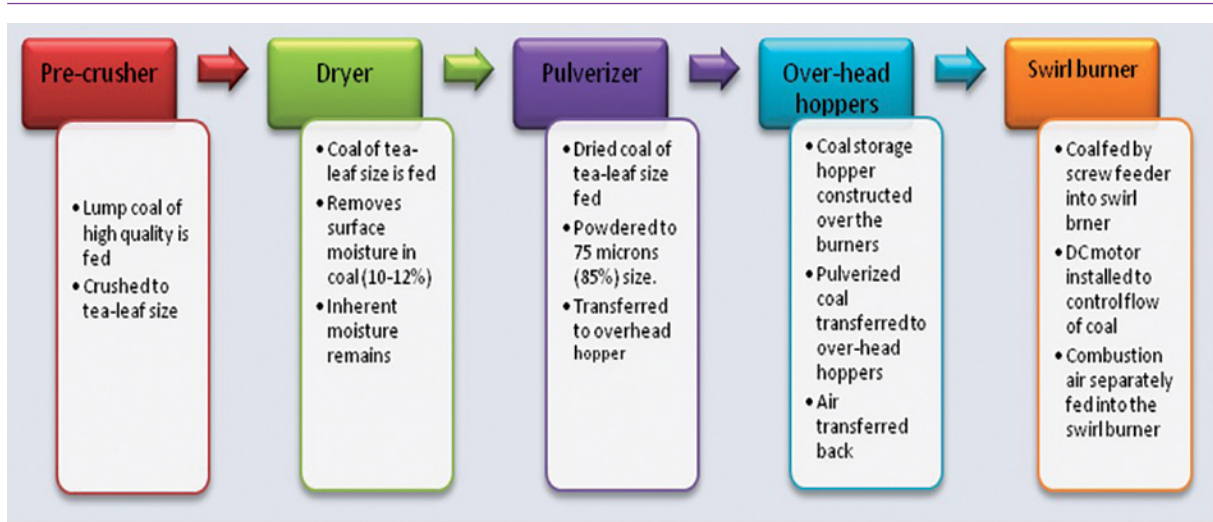 Pre-crusher
• Lump coal of
high quality is
fed
• Crushed to
tea-leaf size
Dryer
• Coal of tea-
leaf size is fed
• Removes
surface
moisture in
coal (10-12%)
• Inherent
moisture
remains
Pulverizer
• Dried coal of
tea-leaf size
fed
• Powdered to
75 microns
(85%) size.
• Transferred
to overhead
hopper
Over-head
hoppers
• Coal storage
hopper
constructed
over the
burners
• Pulverized
coal
transferred to
over-head
hoppers
• Air
transferred
back
Swirl burner
• Coal fed by
screw feeder
into swirl
brner
• DC motor
installed to
control flow
of coal
• Combustion
air separately
fed into the
swirl burner